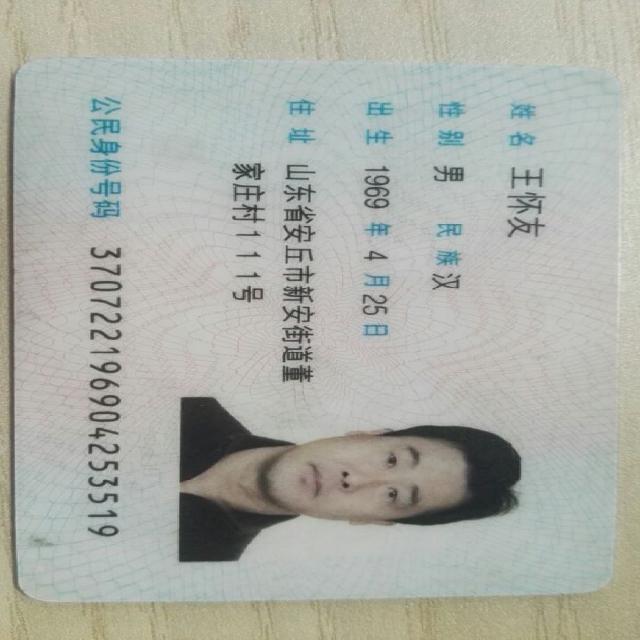 姓名 王怀友
性别 男 民族 汉
出生 1969 年 4 月 25 日
住址 山东省安丘市新安街道董
家庄村111号
公民身份号码 370722196904253519